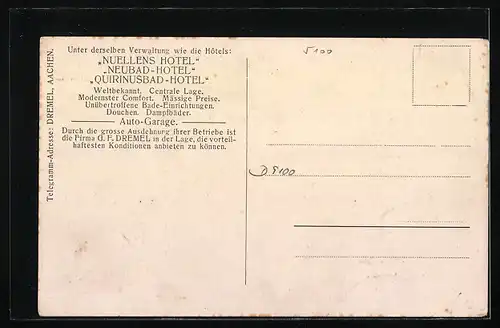 Telegramm-Adresse: DREMEL, AACHEN.
Unter derselben Verwaltung wie die Hôtels:
„NUELLENS HOTEL“
„NEUBAD-HOTEL“
„QUIRINUSBAD-HOTEL“
Weltbekannt. Centrale Lage.
Modernster Comfort. Mässige Preise.
Unübertroffene Bade-Einrichtungen.
Douchen. Dampfbäder.
Auto-Garage.
Durch die grosse Ausdehnung ihrer Betriebe ist
die Firma G. F. DREMEL in der Lage, die vorteil-
haftesten Konditionen anbieten zu können.
5100
D 5100